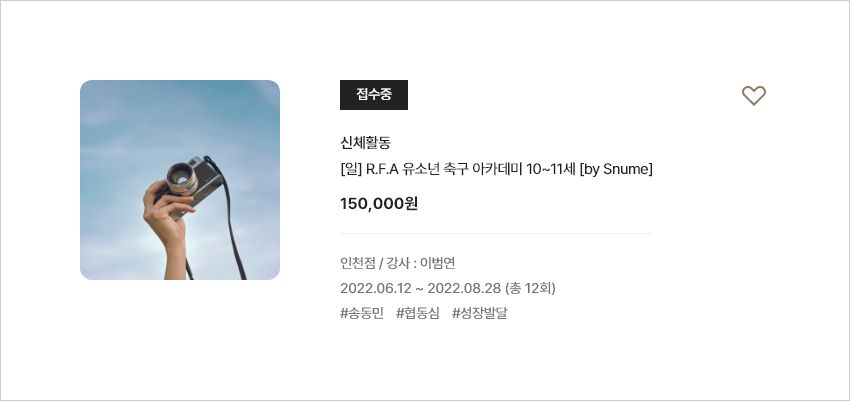 접수중
신체활동
[일] R.F.A 유소년 축구 아카데미 10~11세 [by Snume]
150,000원
인천점 / 강사 : 이범연
2022.06.12 ~ 2022.08.28 (총 12회)
#송동민 #협동심 #성장발달